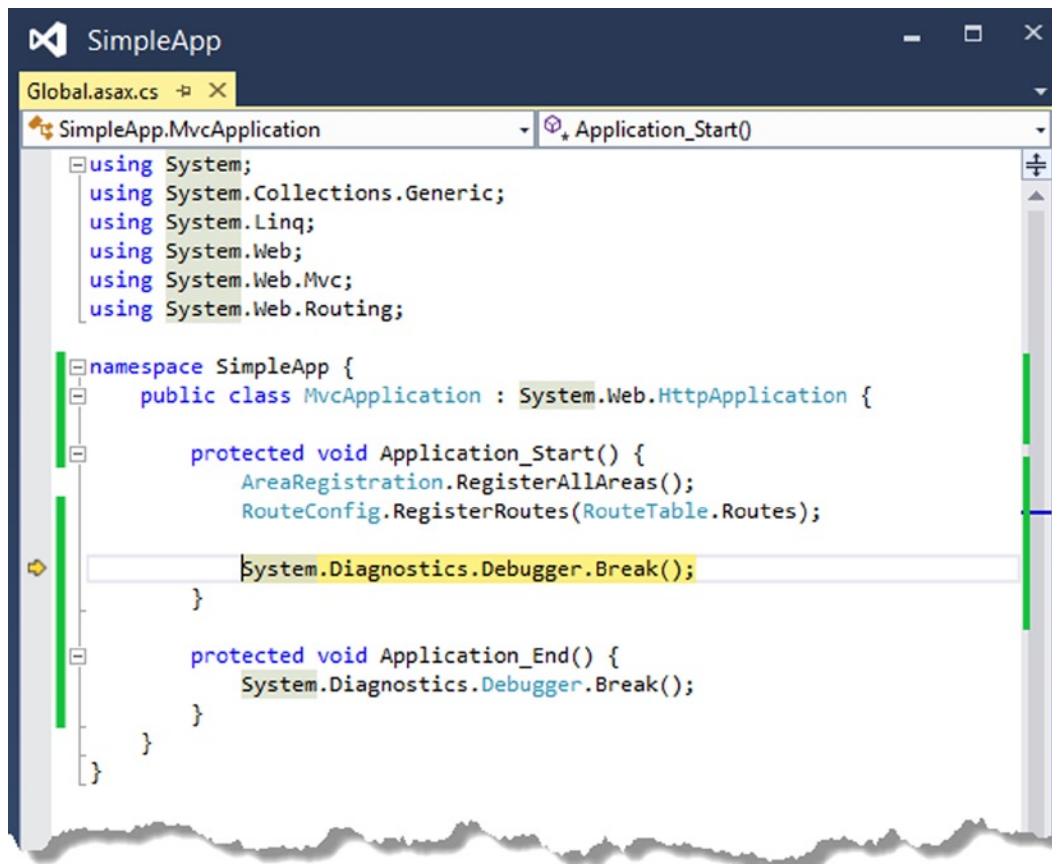 SimpleApp
Global.asax.cs
SimpleApp.MvcApplication Application_Start()
using System;
using System.Collections.Generic;
using System.Linq;
using System.Web;
using System.Web.Mvc;
using System.Web.Routing;
namespace SimpleApp {
public class MvcApplication : System.Web.HttpApplication {
protected void Application_Start() {
AreaRegistration.RegisterAllAreas();
RouteConfig.RegisterRoutes(RouteTable.Routes);
System.Diagnostics.Debugger.Break();
}
protected void Application_End() {
System.Diagnostics.Debugger.Break();
}
}
}